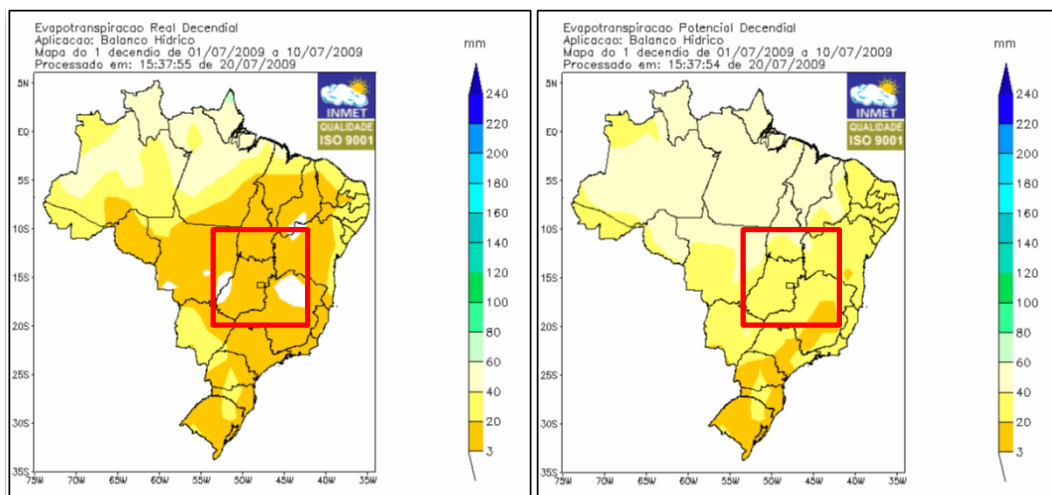 Evapotranspiracao Real Decendial
Aplicacao: Balanco Hidrico
Mapa do 1 decendio de 01/07/2009 a 10/07/2009
Processado em: 15:37:55 de 20/07/2009
mm
INMET
QUALIDADE
ISO 9001
240
220
180
160
140
120
100
80
60
40
20
3
5N
EQ
5S
10S
15S
20S
25S
30S
35S
75W
70W
65W
60W
55W
50W
45W
40W
35W
Evapotranspiracao Potencial Decendial
Aplicacao: Balanco Hidrico
Mapa do 1 decendio de 01/07/2009 a 10/07/2009
Processado em: 15:37:54 de 20/07/2009
mm
INMET
QUALIDADE
ISO 9001
240
220
180
160
140
120
100
80
60
40
20
3
5N
EQ
5S
10S
15S
20S
25S
30S
35S
75W
70W
65W
60W
55W
50W
45W
40W
35W